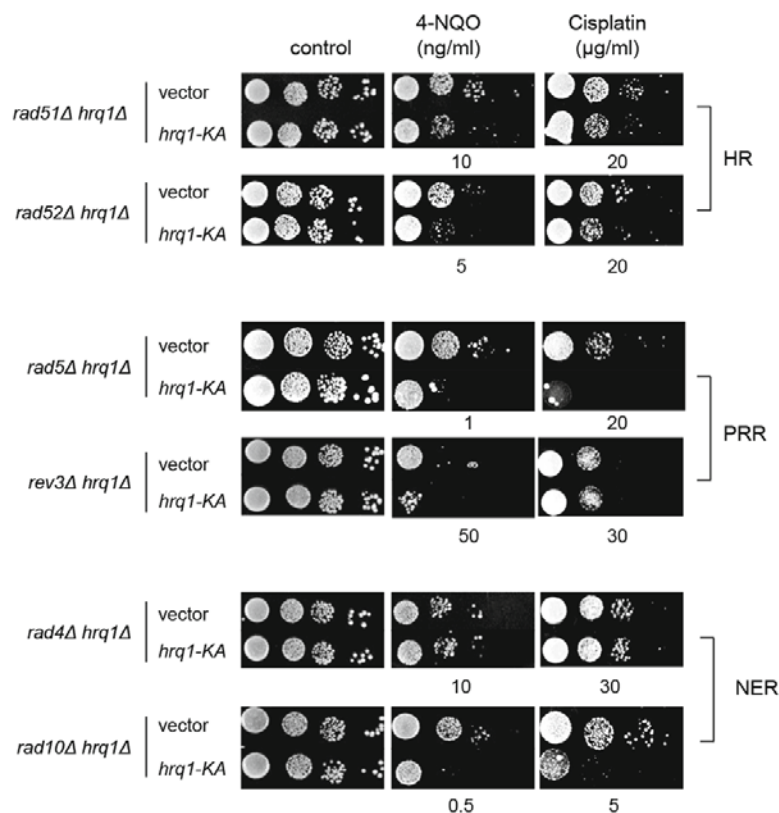 control
4-NQO
(ng/ml)
Cisplatin
(µg/ml)
rad51Δ hrq1Δ
vector
hrq1-KA
10
20
HR
rad52Δ hrq1Δ
vector
hrq1-KA
5
20
rad5Δ hrq1Δ
vector
hrq1-KA
1
20
PRR
rev3Δ hrq1Δ
vector
hrq1-KA
50
30
rad4Δ hrq1Δ
vector
hrq1-KA
10
30
NER
rad10Δ hrq1Δ
vector
hrq1-KA
0.5
5